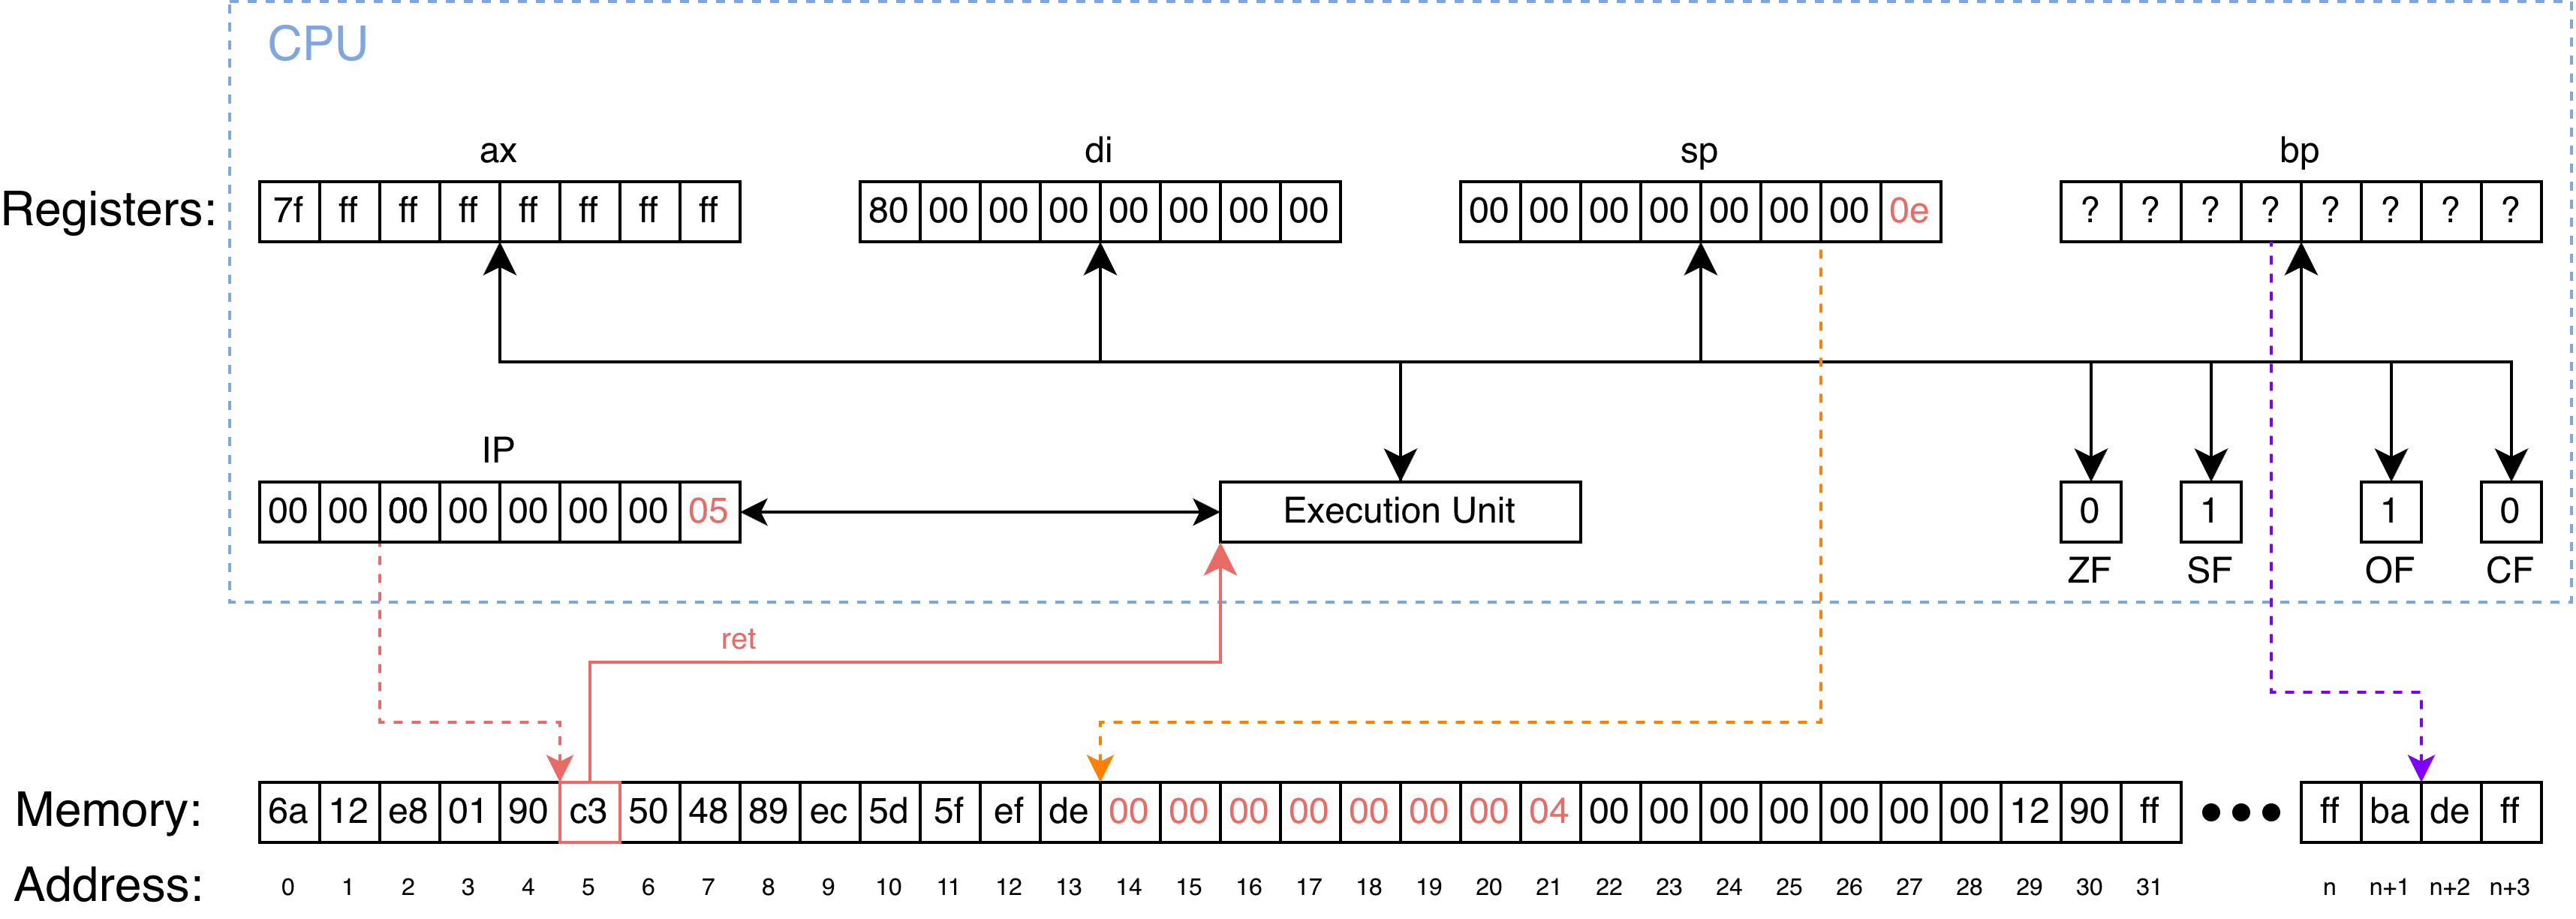 CPU
ax di sp bp
Registers: 7f ff ff ff ff ff ff ff 80 00 00 00 00 00 00 00 00 00 00 00 00 00 00 0e ? ? ? ? ? ? ? ?
IP
00 00 00 00 00 00 00 05 Execution Unit 0 1 1 0
ZF SF OF CF
ret
Memory: 6a 12 e8 01 90 c3 50 48 89 ec 5d 5f ef de 00 00 00 00 00 00 00 04 00 00 00 00 00 00 00 12 90 ff ●●● ff ba de ff
Address: 0 1 2 3 4 5 6 7 8 9 10 11 12 13 14 15 16 17 18 19 20 21 22 23 24 25 26 27 28 29 30 31 n n+1 n+2 n+3